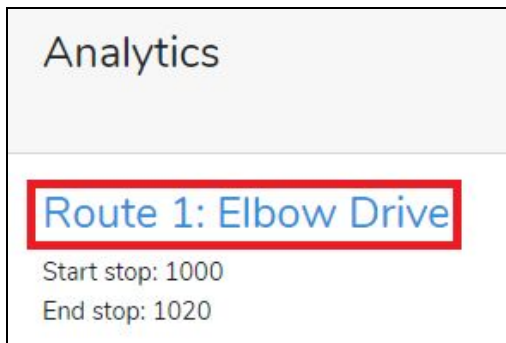 Analytics
Route 1: Elbow Drive
Start stop: 1000
End stop: 1020